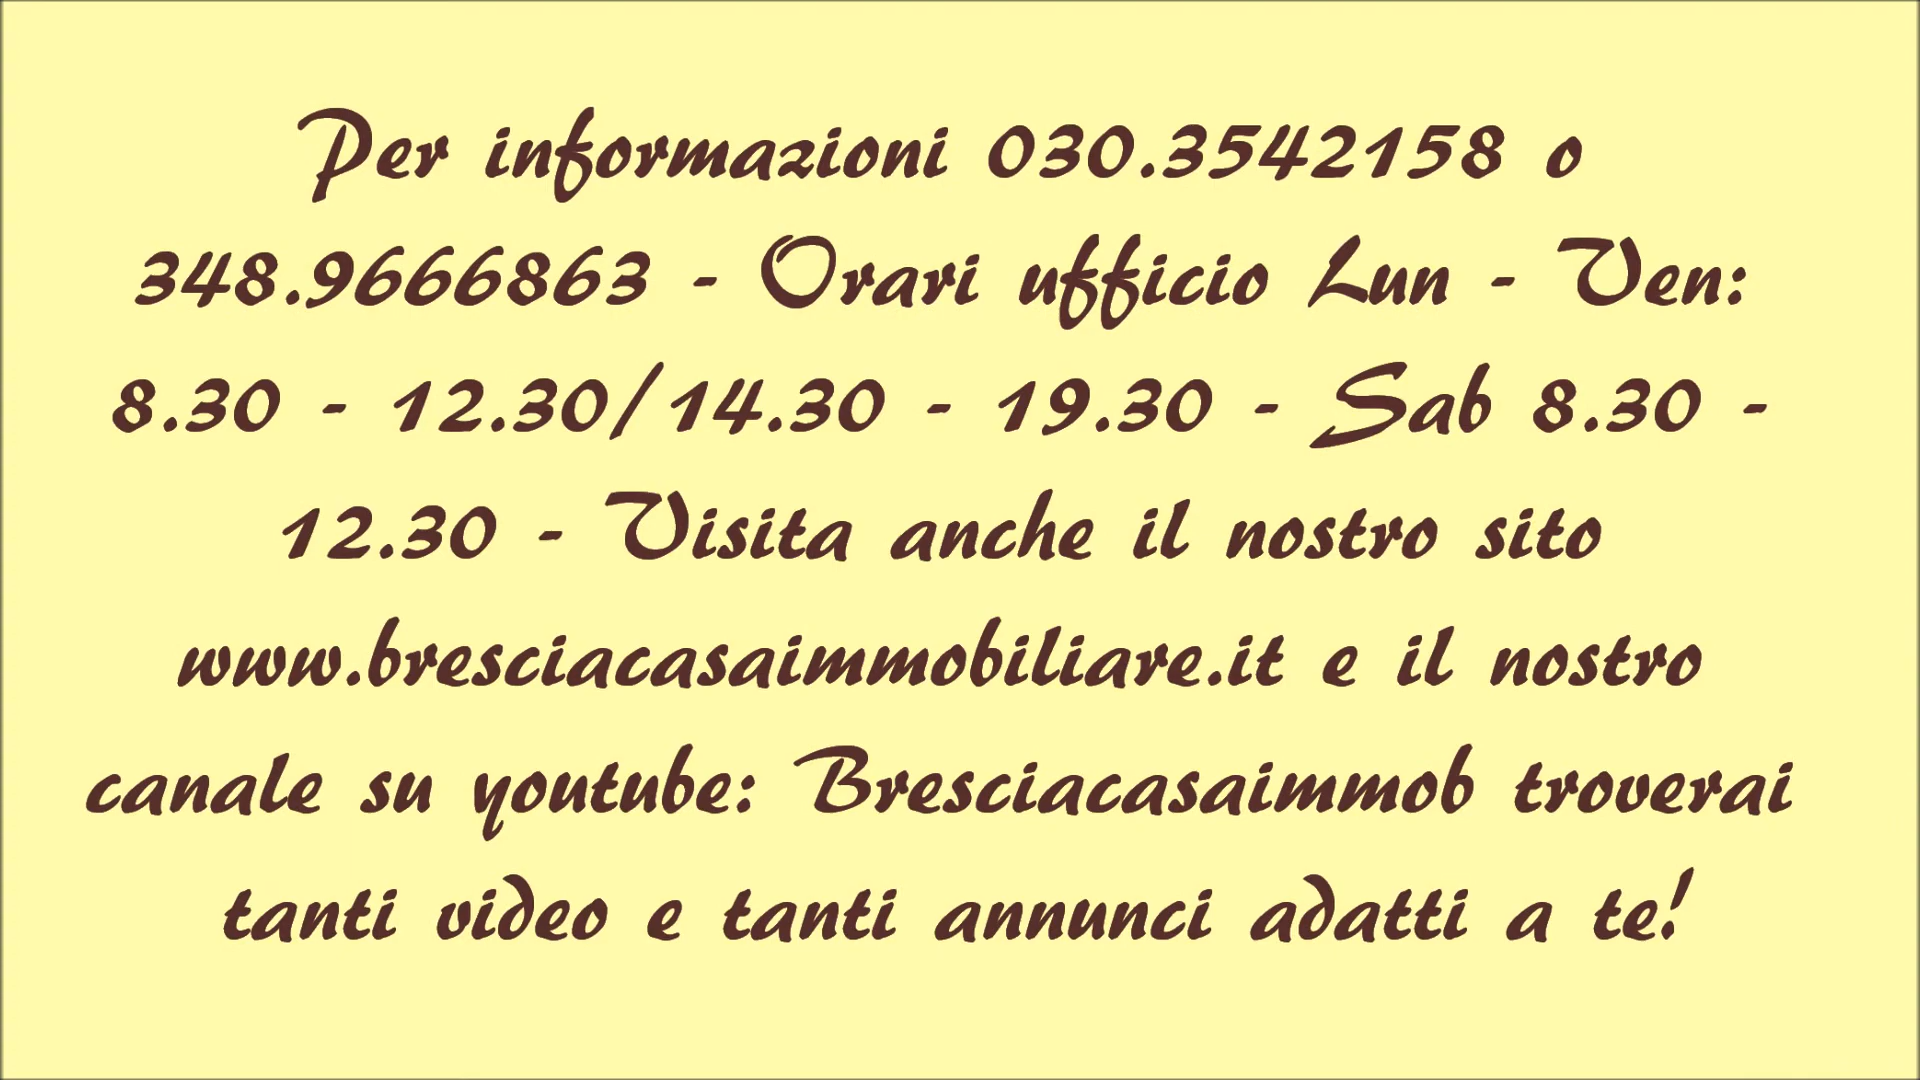 Per informazioni 030.3542158 o
348.9666863 - Orari ufficio Lun - Ven:
8.30 - 12.30/14.30 - 19.30 - Sab 8.30 -
12.30 - Visita anche il nostro sito
www.bresciacasaimmobiliare.it e il nostro
canale su youtube: Bresciacasaimmob troverai
tanti video e tanti annunci adatti a te!